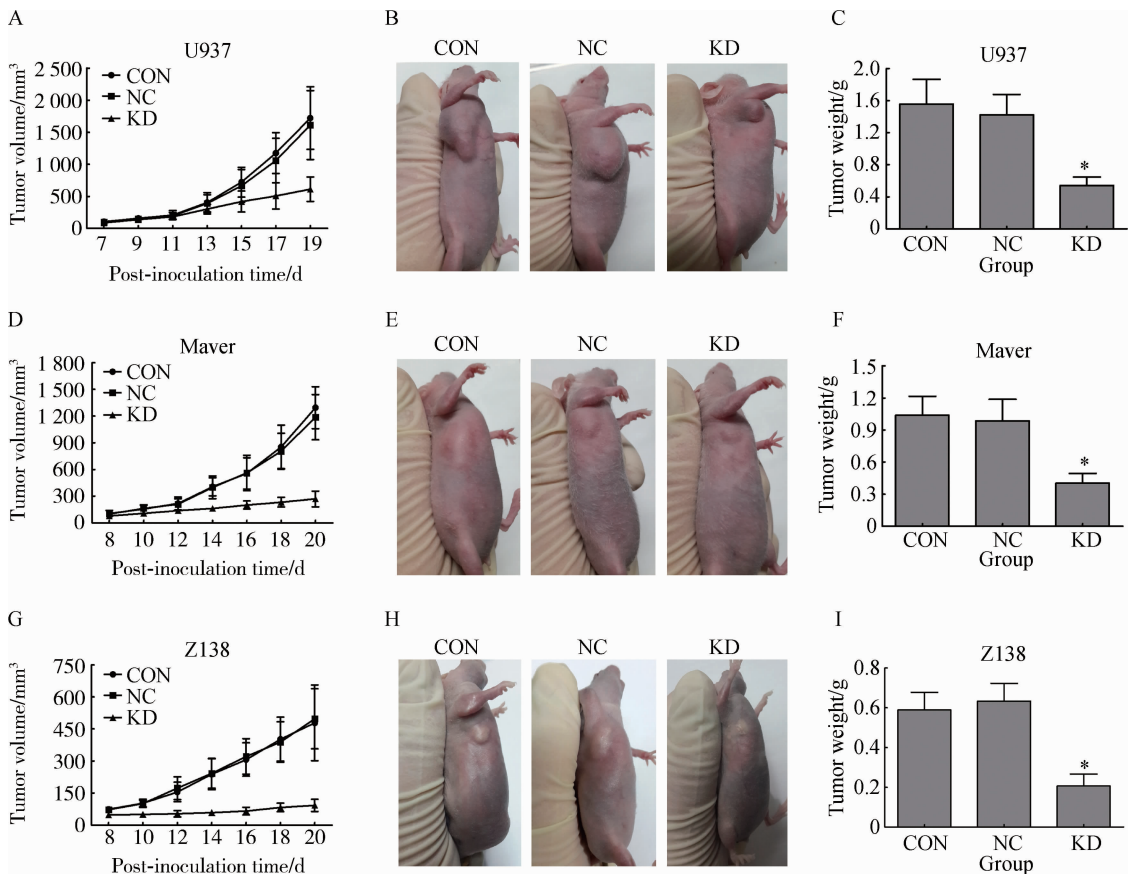 A
U937
CON
NC
KD
Tumor volume/mm³
2 500
2 000
1 500
1 000
500
0
7 9 11 13 15 17 19
Post-inoculation time/d
B
CON NC KD
C
U937
Tumor weight/g
2.0
1.6
1.2
0.8
0.4
0
*
CON NC KD
Group
D
Maver
CON
NC
KD
Tumor volume/mm³
1 800
1 500
1 200
900
600
300
0
8 10 12 14 16 18 20
Post-inoculation time/d
E
CON NC KD
F
Maver
Tumor weight/g
1.5
1.2
0.9
0.6
0.3
0
*
CON NC KD
Group
G
Z138
CON
NC
KD
Tumor volume/mm³
750
600
450
300
150
0
8 10 12 14 16 18 20
Post-inoculation time/d
H
CON NC KD
I
Z138
Tumor weight/g
0.8
0.6
0.4
0.2
0
*
CON NC KD
Group